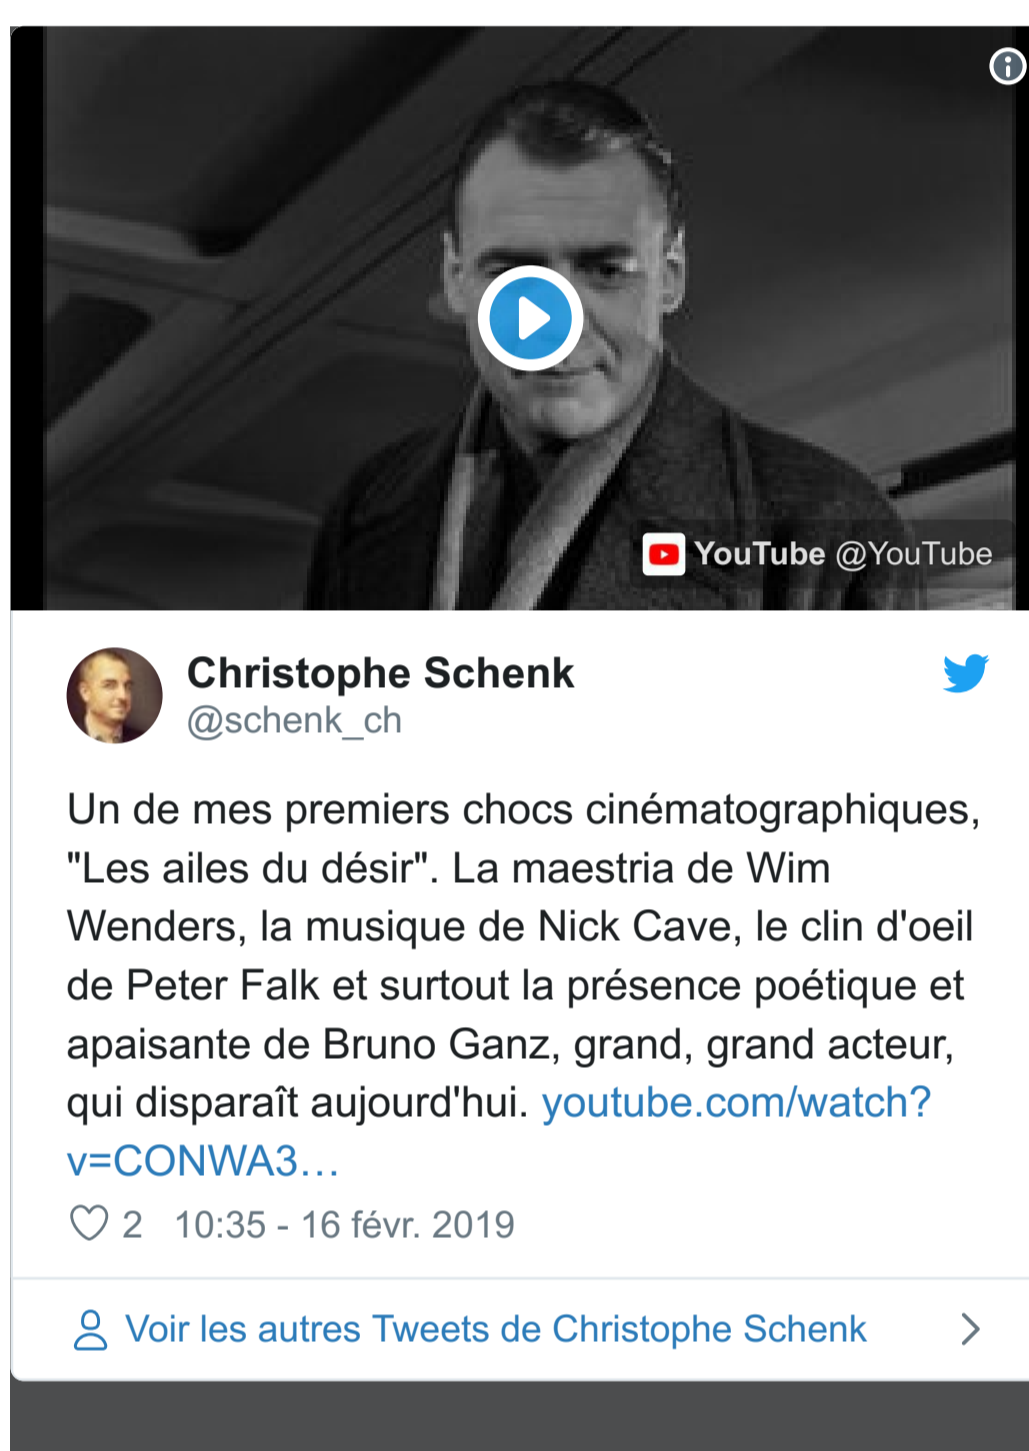 YouTube @YouTube
Christophe Schenk
@schenk_ch
Un de mes premiers chocs cinématographiques,
"Les ailes du désir". La maestria de Wim
Wenders, la musique de Nick Cave, le clin d'oeil
de Peter Falk et surtout la présence poétique et
apaisante de Bruno Ganz, grand, grand acteur,
qui disparaît aujourd'hui. youtube.com/watch?
v=CONWA3…
2 10:35 - 16 févr. 2019
Voir les autres Tweets de Christophe Schenk